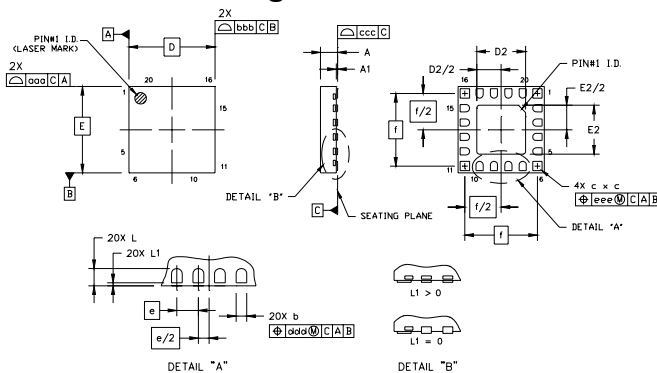 2X
⌓ bbb C B
A
D
PIN#1 I.D.
(LASER MARK)
2X
⌓ aaa C A
20
16
1
15
E
5
11
6
10
B
⌓ ccc C
A
A1
DETAIL "B"
C
SEATING PLANE
D2
D2/2
PIN#1 I.D.
16
20
1
E2/2
f/2
f
15
E2
5
11
10
6
4X c x c
⌖ eee Ⓜ C A B
f/2
DETAIL "A"
f
20X L
20X L1
e
20X b
⌖ ddd Ⓜ C A B
e/2
DETAIL "A"
L1 > 0
L1 = 0
DETAIL "B"